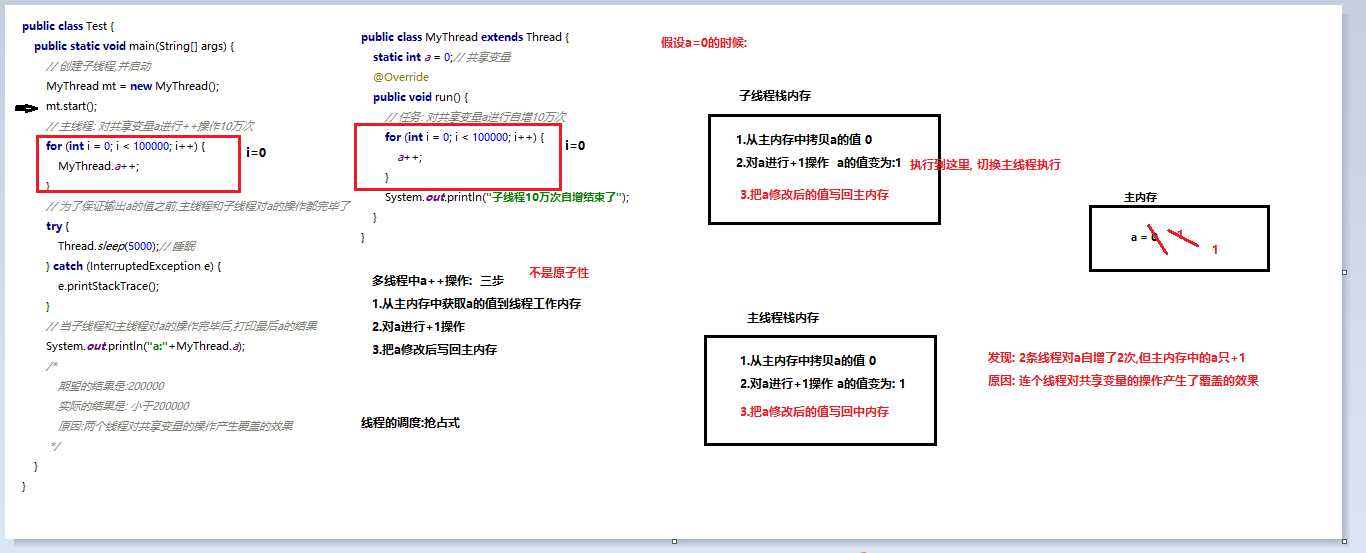 public class Test {
public static void main(String[] args) {
// 创建子线程,并启动
MyThread mt = new MyThread();
mt.start();
// 主线程: 对共享变量a进行++操作10万次
for (int i = 0; i < 100000; i++) {
MyThread.a++;
}
i=0
// 为了保证输出a的值之前,主线程和子线程对a的操作都完毕了
try {
Thread.sleep(5000);// 睡眠
} catch (InterruptedException e) {
e.printStackTrace();
}
// 当子线程和主线程对a的操作完毕后,打印最后a的结果
System.out.println("a:"+MyThread.a);
/*
期望的结果是:200000
实际的结果是: 小于200000
原因:两个线程对共享变量的操作产生覆盖的效果
*/
}
}
public class MyThread extends Thread {
static int a = 0;// 共享变量
@Override
public void run() {
// 任务: 对共享变量a进行自增10万次
for (int i = 0; i < 100000; i++) {
a++;
}
i=0
System.out.println("子线程10万次自增结束了");
}
}
多线程中a++操作: 三步
不是原子性
1.从主内存中获取a的值到线程工作内存
2.对a进行+1操作
3.把a修改后写回主内存
线程的调度:抢占式
假设a=0的时候:
子线程栈内存
1.从主内存中拷贝a的值 0
2.对a进行+1操作 a的值变为:1
执行到这里, 切换主线程执行
3.把a修改后的值写回主内存
主内存
a = 0
1
1
主线程栈内存
1.从主内存中拷贝a的值 0
2.对a进行+1操作 a的值变为: 1
3.把a修改后的值写回中内存
发现: 2条线程对a自增了2次,但主内存中的a只+1
原因: 连个线程对共享变量的操作产生了覆盖的效果